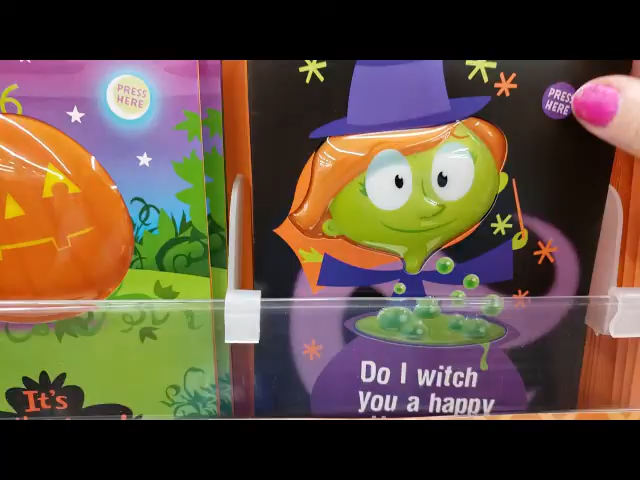 PRESS
HERE
PRESS
HERE
It's
Do I witch
you a happy